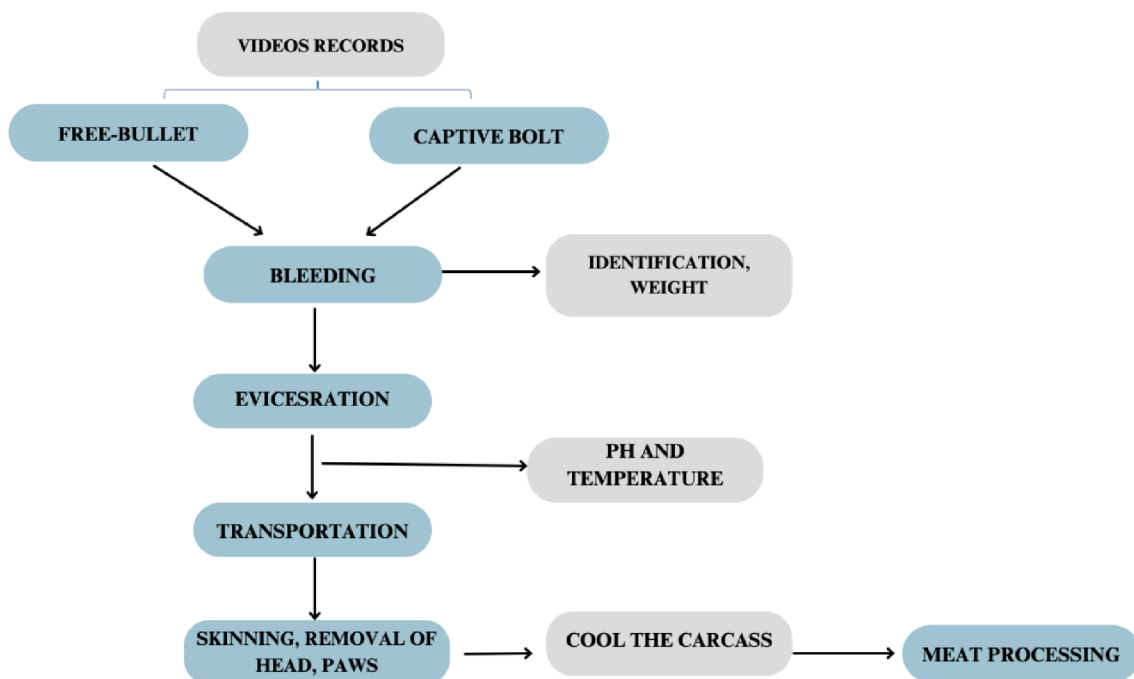 VIDEOS RECORDS
FREE-BULLET
CAPTIVE BOLT
BLEEDING
IDENTIFICATION,
WEIGHT
EVICESRATION
PH AND
TEMPERATURE
TRANSPORTATION
SKINNING, REMOVAL OF
HEAD, PAWS
COOL THE CARCASS
MEAT PROCESSING